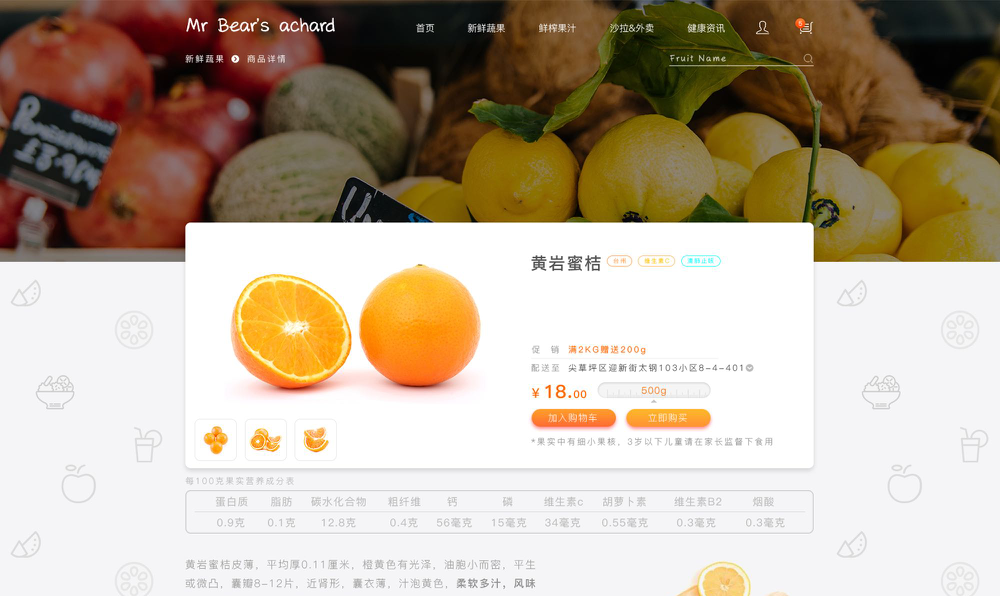 Mr Bear's achard
首页 新鲜蔬果 鲜榨果汁 沙拉&外卖 健康资讯
5
新鲜蔬果 商品详情
Fruit Name
黄岩蜜桔 维生素C
促 销 满2KG赠送200g
配送至 尖草坪区迎新街太钢103小区8-4-401
¥18.00 500g
加入购物车 立即购买
*果实中有细小果核，3岁以下儿童请在家长监督下食用
每100克果实营养成分表
蛋白质 脂肪 碳水化合物 粗纤维 钙 磷 维生素c 胡萝卜素 维生素B2 烟酸
0.9克 0.1克 12.8克 0.4克 56毫克 15毫克 34毫克 0.55毫克 0.3毫克 0.3毫克
黄岩蜜桔皮薄，平均厚0.11厘米，橙黄色有光泽，油胞小而密，平生
或微凸，囊瓣8-12片，近肾形，囊衣薄，汁泡黄色，柔软多汁，风味